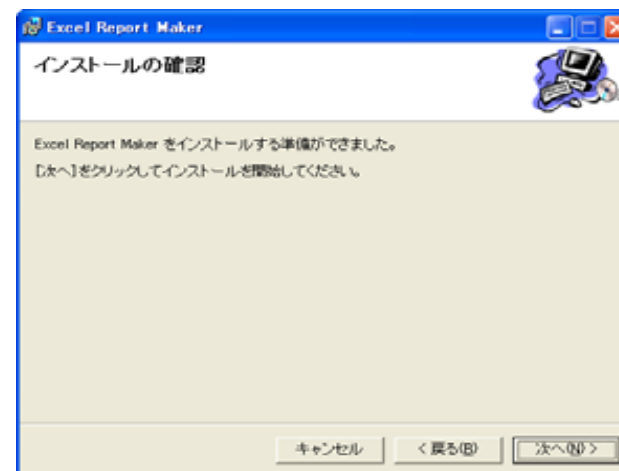 Excel Report Maker
インストールの確認
Excel Report Maker をインストールする準備ができました。
[次へ]をクリックしてインストールを開始してください。
キャンセル
< 戻る(B)
次へ(N) >